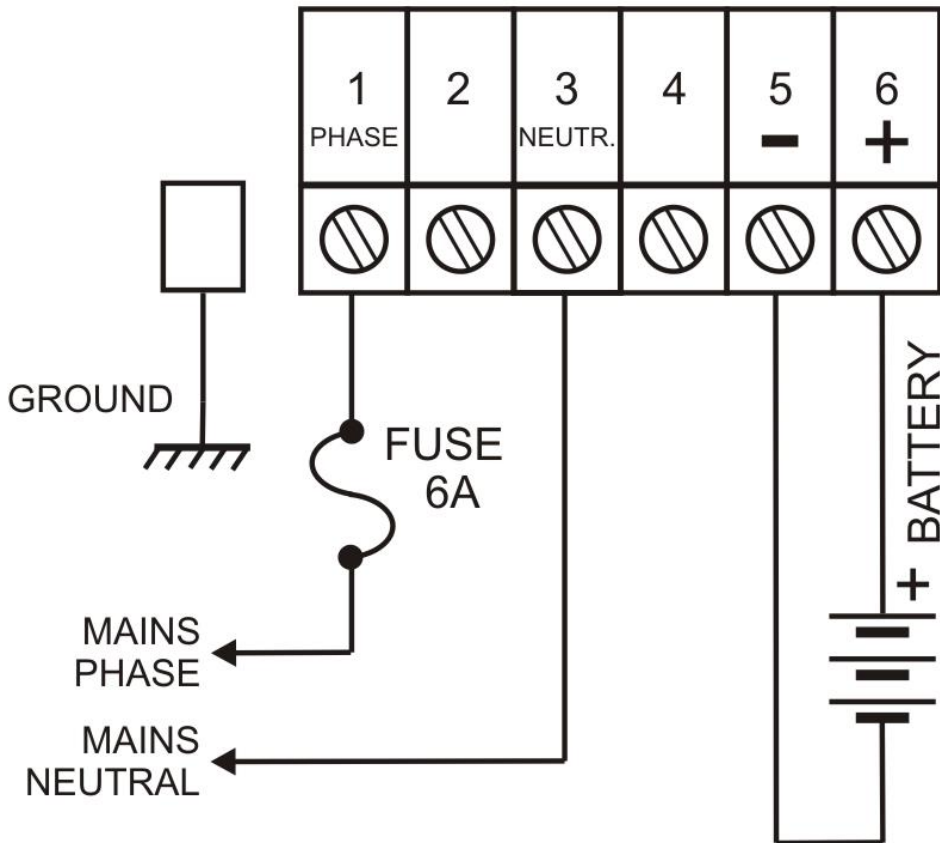 1 2 3 4 5 6
PHASE NEUTR. - +
GROUND
FUSE
6A
+ BATTERY
MAINS
PHASE
MAINS
NEUTRAL